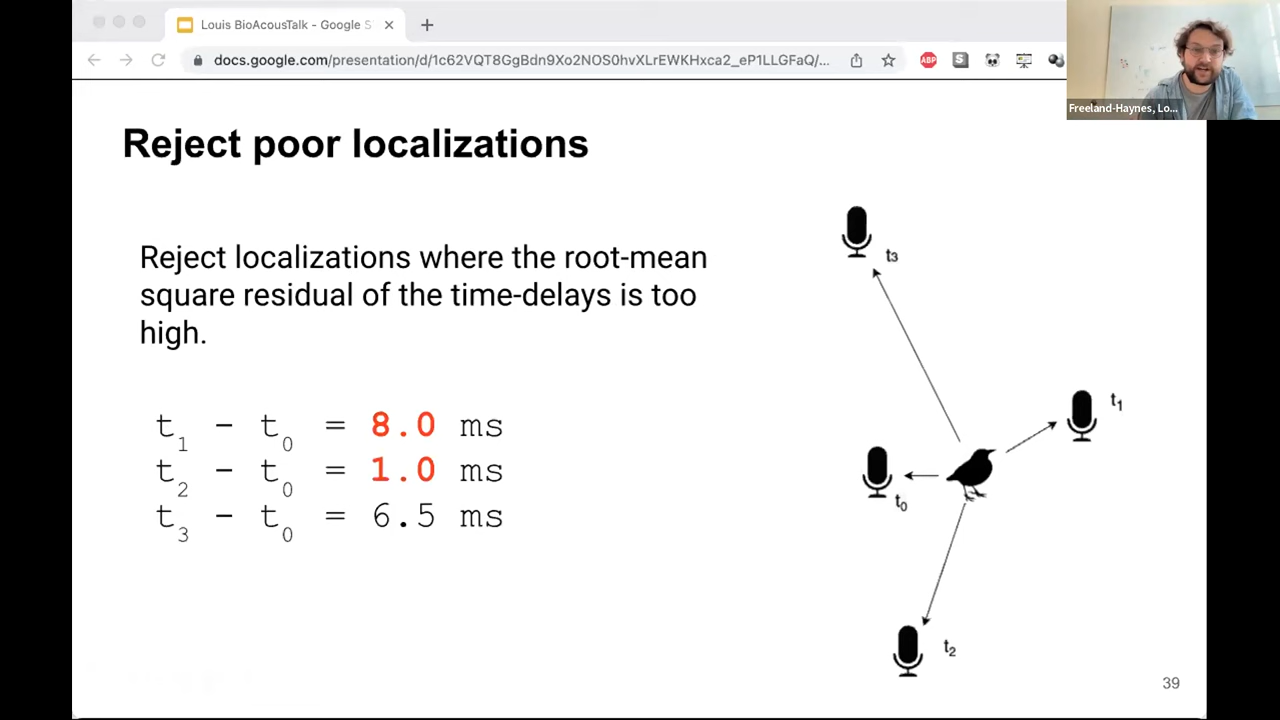 Louis BioAcousTalk - Google S
docs.google.com/presentation/d/1c62VQT8GgBdn9Xo2NOS0hvXLrEWKHxca2_eP1LLGFaQ/...
ABP
S
Freeland-Haynes, Lo...
Reject poor localizations
Reject localizations where the root-mean
square residual of the time-delays is too
high.
t1 - t0 = 8.0 ms
t2 - t0 = 1.0 ms
t3 - t0 = 6.5 ms
t3
t1
t0
t2
39